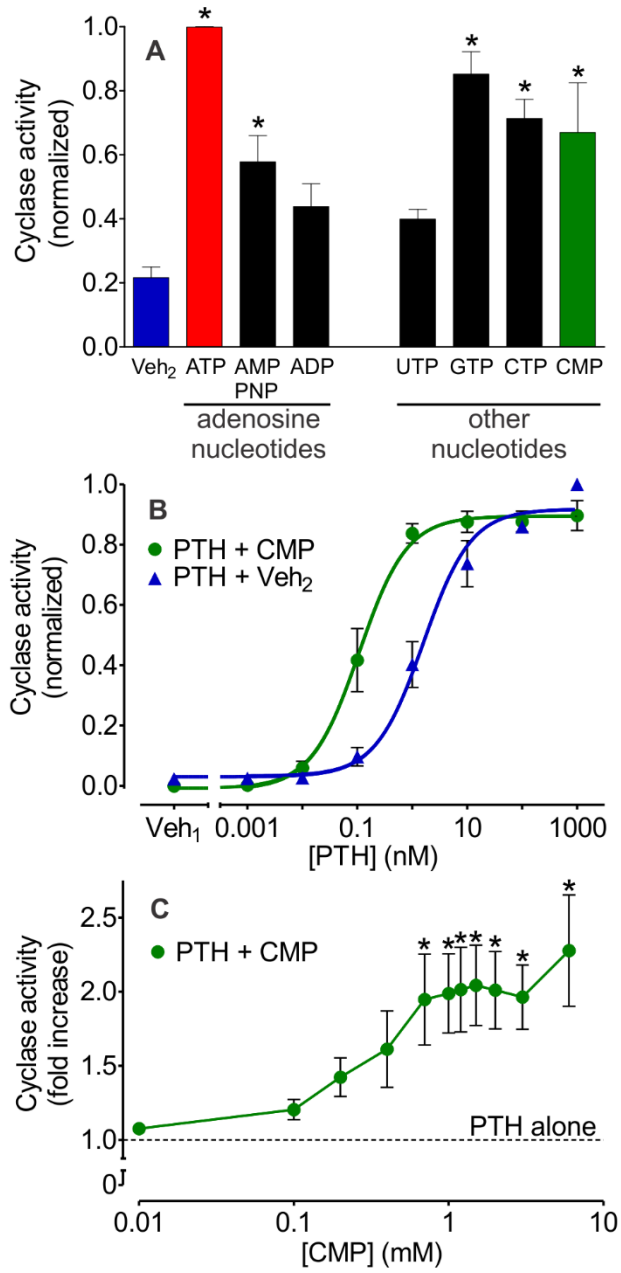 A
Cyclase activity
(normalized)
1.0
0.8
0.6
0.4
0.2
0.0
* * * * *
Veh₂ ATP AMP ADP UTP GTP CTP CMP
PNP
adenosine other
nucleotides nucleotides
B
PTH + CMP
PTH + Veh₂
Cyclase activity
(normalized)
1.0
0.8
0.6
0.4
0.2
0.0
Veh₁ 0.001 0.1 10 1000
[PTH] (nM)
C
PTH + CMP
Cyclase activity
(fold increase)
2.5
2.0
1.5
1.0
0
* * * * * * *
PTH alone
0.01 0.1 1 10
[CMP] (mM)